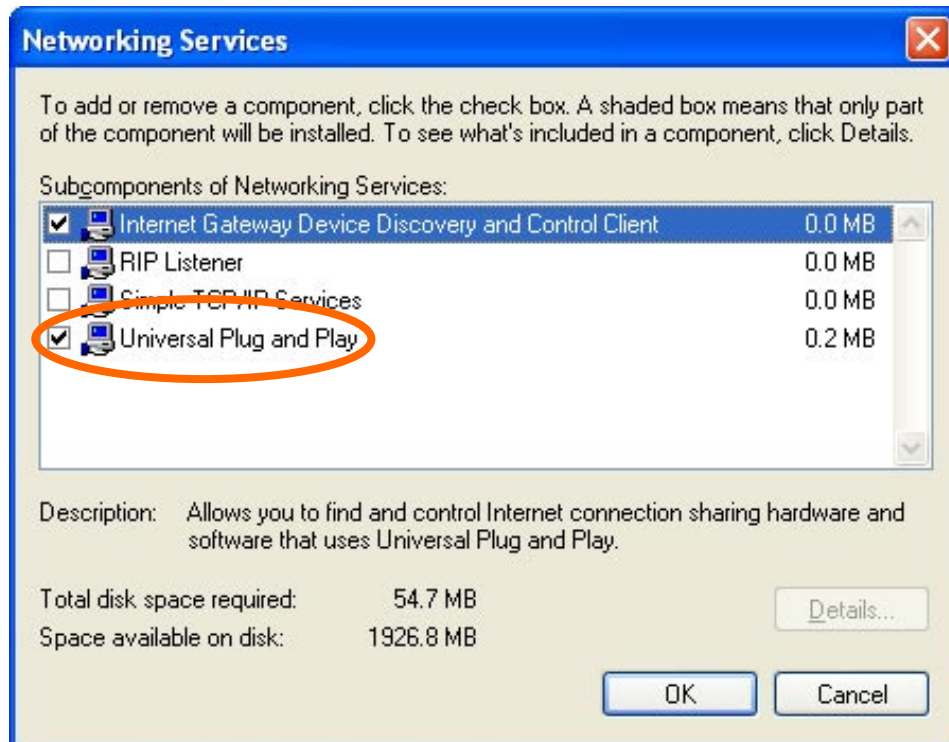 Networking Services
To add or remove a component, click the check box. A shaded box means that only part
of the component will be installed. To see what's included in a component, click Details.
Subcomponents of Networking Services:
Internet Gateway Device Discovery and Control Client 0.0 MB
RIP Listener 0.0 MB
Simple TCP/IP Services 0.0 MB
Universal Plug and Play 0.2 MB
Description: Allows you to find and control Internet connection sharing hardware and
software that uses Universal Plug and Play.
Total disk space required: 54.7 MB
Space available on disk: 1926.8 MB
Details...
OK Cancel